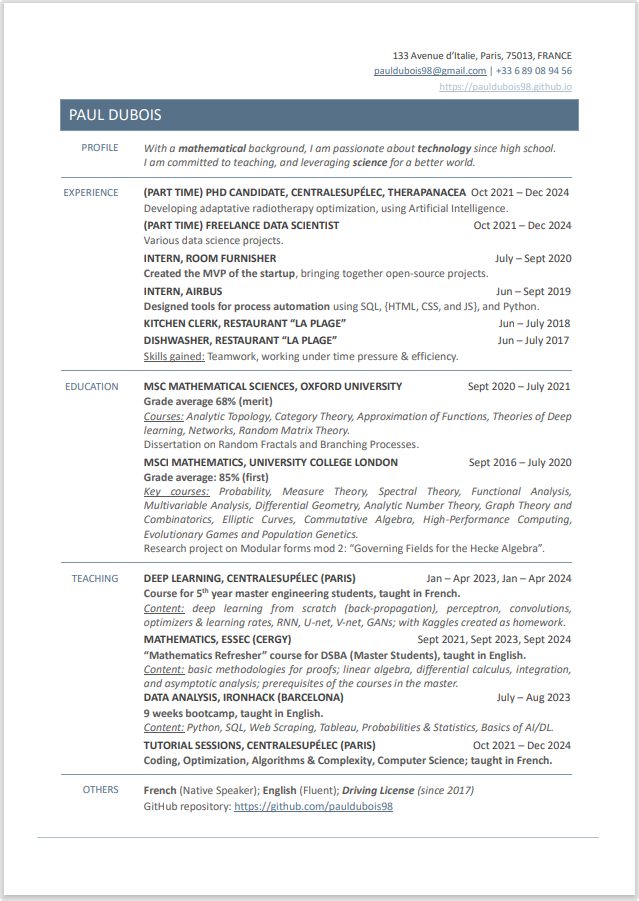 133 Avenue d'Italie, Paris, 75013, FRANCE
pauldubois98@gmail.com | +33 6 89 08 94 56
https://pauldubois98.github.io
PAUL DUBOIS
PROFILE
With a mathematical background, I am passionate about technology since high school.
I am committed to teaching, and leveraging science for a better world.
EXPERIENCE
(PART TIME) PHD CANDIDATE, CENTRALESUPÉLEC, THERAPANACEA Oct 2021 – Dec 2024
Developing adaptative radiotherapy optimization, using Artificial Intelligence.
(PART TIME) FREELANCE DATA SCIENTIST Oct 2021 – Dec 2024
Various data science projects.
INTERN, ROOM FURNISHER July – Sept 2020
Created the MVP of the startup, bringing together open-source projects.
INTERN, AIRBUS Jun – Sept 2019
Designed tools for process automation using SQL, {HTML, CSS, and JS}, and Python.
KITCHEN CLERK, RESTAURANT “LA PLAGE” Jun – July 2018
DISHWASHER, RESTAURANT “LA PLAGE” Jun – July 2017
Skills gained: Teamwork, working under time pressure & efficiency.
EDUCATION
MSC MATHEMATICAL SCIENCES, OXFORD UNIVERSITY Sept 2020 – July 2021
Grade average 68% (merit)
Courses: Analytic Topology, Category Theory, Approximation of Functions, Theories of Deep
learning, Networks, Random Matrix Theory.
Dissertation on Random Fractals and Branching Processes.
MSCI MATHEMATICS, UNIVERSITY COLLEGE LONDON Sept 2016 – July 2020
Grade average: 85% (first)
Key courses: Probability, Measure Theory, Spectral Theory, Functional Analysis,
Multivariable Analysis, Differential Geometry, Analytic Number Theory, Graph Theory and
Combinatorics, Elliptic Curves, Commutative Algebra, High-Performance Computing,
Evolutionary Games and Population Genetics.
Research project on Modular forms mod 2: “Governing Fields for the Hecke Algebra”.
TEACHING
DEEP LEARNING, CENTRALESUPÉLEC (PARIS) Jan – Apr 2023, Jan – Apr 2024
Course for 5th year master engineering students, taught in French.
Content: deep learning from scratch (back-propagation), perceptron, convolutions,
optimizers & learning rates, RNN, U-net, V-net, GANs; with Kaggles created as homework.
MATHEMATICS, ESSEC (CERGY) Sept 2021, Sept 2023, Sept 2024
“Mathematics Refresher” course for DSBA (Master Students), taught in English.
Content: basic methodologies for proofs; linear algebra, differential calculus, integration,
and asymptotic analysis; prerequisites of the courses in the master.
DATA ANALYSIS, IRONHACK (BARCELONA) July – Aug 2023
9 weeks bootcamp, taught in English.
Content: Python, SQL, Web Scraping, Tableau, Probabilities & Statistics, Basics of AI/DL.
TUTORIAL SESSIONS, CENTRALESUPÉLEC (PARIS) Oct 2021 – Dec 2024
Coding, Optimization, Algorithms & Complexity, Computer Science; taught in French.
OTHERS
French (Native Speaker); English (Fluent); Driving License (since 2017)
GitHub repository: https://github.com/pauldubois98